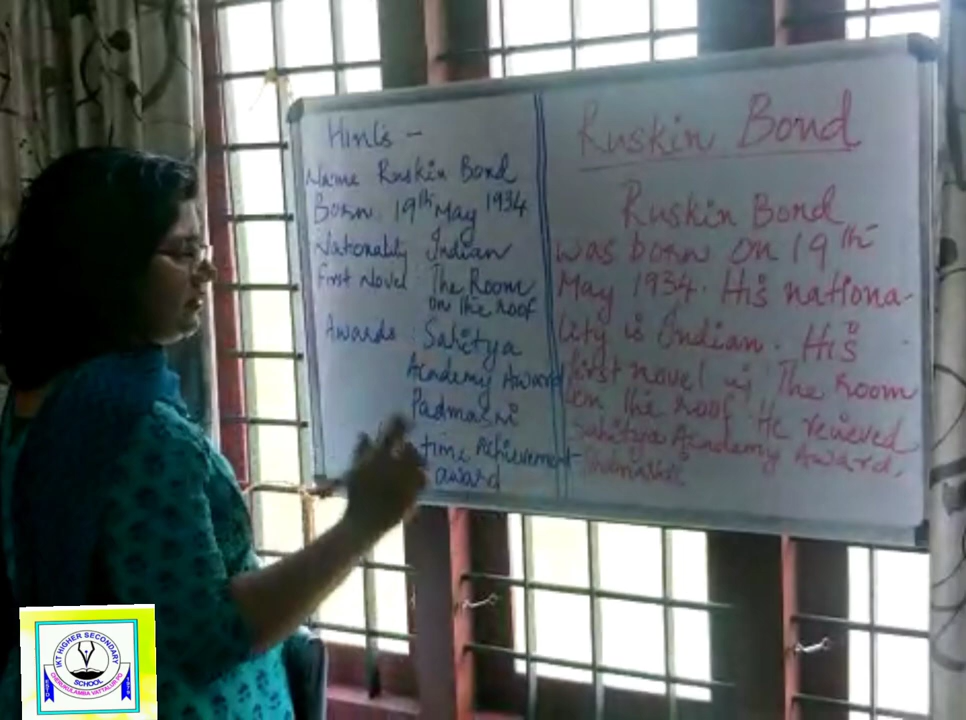 Hints -
Name Ruskin Bond
Born 19th May 1934
Nationality Indian
First Novel : The Room
on the roof
Awards : Sahitya
Academy Award
Padmashri
time Achievement
award
Ruskin Bond
Ruskin Bond
was born on 19th
May 1934. His nationa-
lity is Indian. His
first novel is The Room
on the roof. He recieved
Sahitya Academy Award,
Padmashri
IKT HIGHER SECONDARY
SCHOOL
CHERUKULAMBA VATTALUR PO